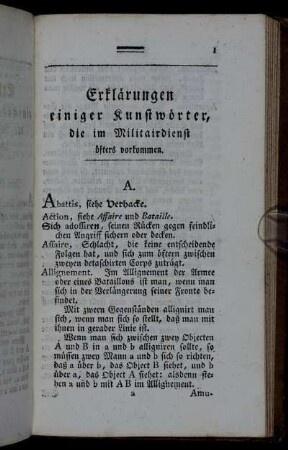 1
Erklärungen
einiger Kunstwörter,
die im Militairdienst
öfters vorkommen.
A.
Abattis, siehe Verhacke.
Action, siehe Affaire und Bataille.
Sich adossiren, seinen Rücken gegen feindli-
chen Angriff sichern oder decken.
Affaire, Schlacht, die keine entscheidende
Folgen hat, und sich zum öftern zwischen
zweyen detaschirten Corps zuträgt.
Allignement. Im Allignement der Armee
oder eines Bataillons ist man, wenn man
sich in der Verlängerung seiner Fronte be-
findet.
Mit zween Gegenständen allignirt man
sich, wenn man sich so stellt, daß man mit
ihnen in gerader Linie ist.
Wenn man sich zwischen zwey Objecten
A und B in a und b alligniren sollte, so
müssen zwey Mann a und b sich so richten,
daß a über b, das Object B siehet, und b
über a, das Object A siehet: alsdenn ste-
hen a und b mit A B im Allignement.
a
Amu-